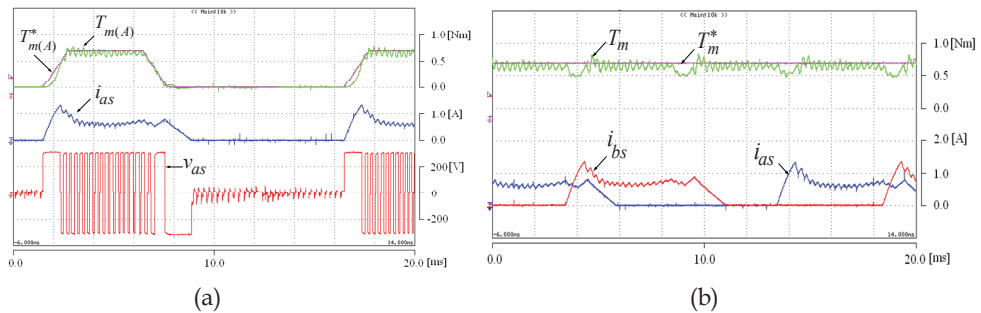 << Main:10k >>
T*m(A)
Tm(A)
1.0 [Nm]
0.5
0.0
ias
1.0 [A]
0.0
vas
200 [V]
0
-200
-6.000ms
14.000ms
0.0
10.0
20.0 [ms]
(a)
<< Main:10k >>
Tm
T*m
1.0 [Nm]
0.5
0.0
ibs
ias
2.0 [A]
1.0
0.0
-6.000ms
14.000ms
0.0
10.0
20.0 [ms]
(b)